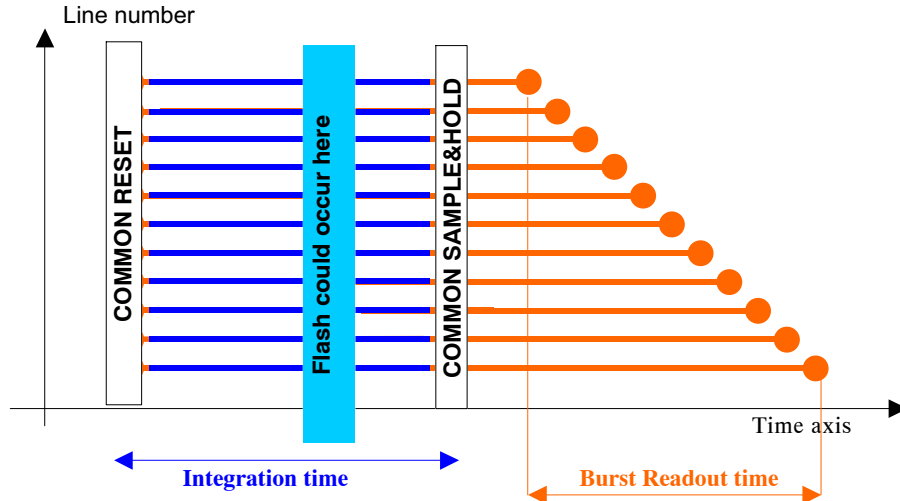 Line number
COMMON RESET
Flash could occur here
COMMON SAMPLE&HOLD
Time axis
Integration time
Burst Readout time